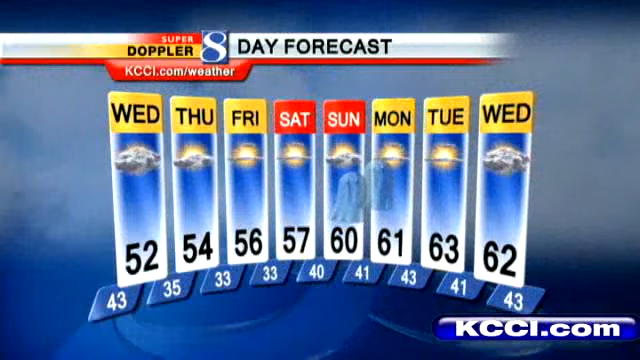 SUPER
DOPPLER 8 DAY FORECAST
KCCI.com/weather
WED THU FRI SAT SUN MON TUE WED
52 54 56 57 60 61 63 62
43 35 33 33 40 41 43 41 43
KCCI.com